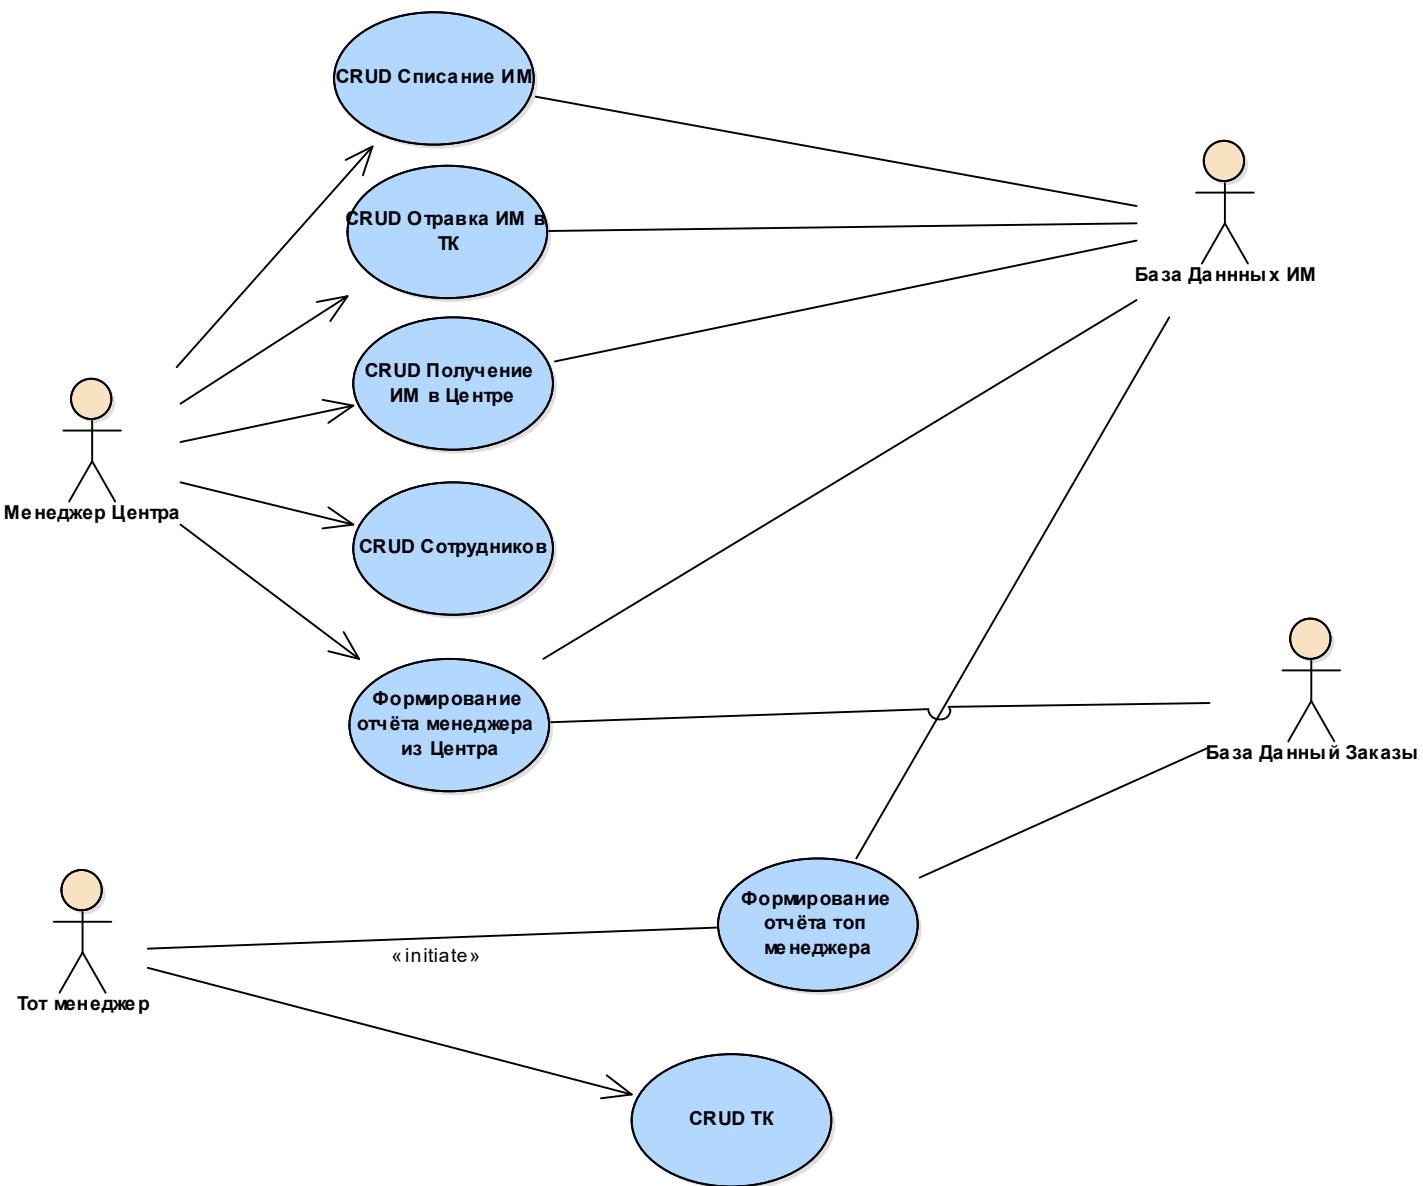 CRUD Списание ИМ
CRUD Отравка ИМ в
ТК
База Даннных ИМ
CRUD Получение
ИМ в Центре
Менеджер Центра
CRUD Сотрудников
Формирование
отчёта менеджера
из Центра
База Данный Заказы
Формирование
отчёта топ
менеджера
«initiate»
Тот менеджер
CRUD ТК